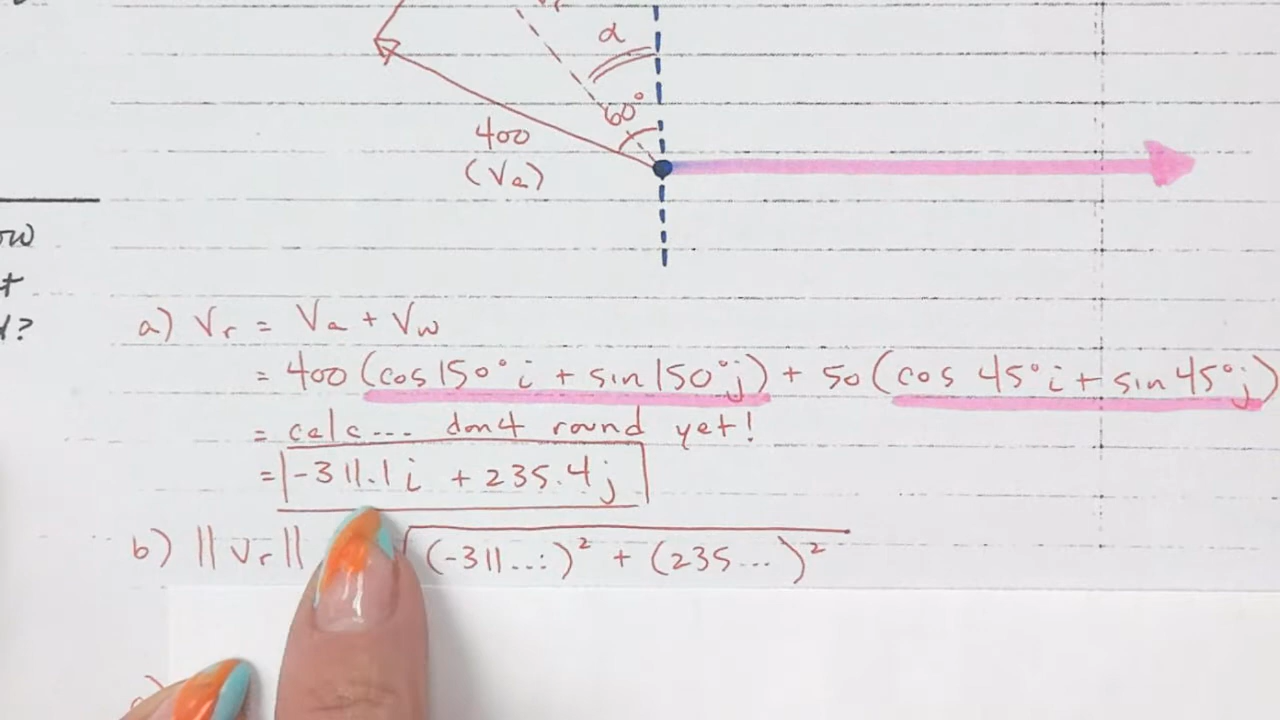 α
60°
400
(Va)
ow
t
d?
a) Vr = Va + Vw
= 400 (cos 150° i + sin 150° j) + 50 (cos 45° i + sin 45° j)
= calc... don't round yet!
= -311.1 i + 235.4 j
b) ||Vr|| √(-311...)² + (235...)²